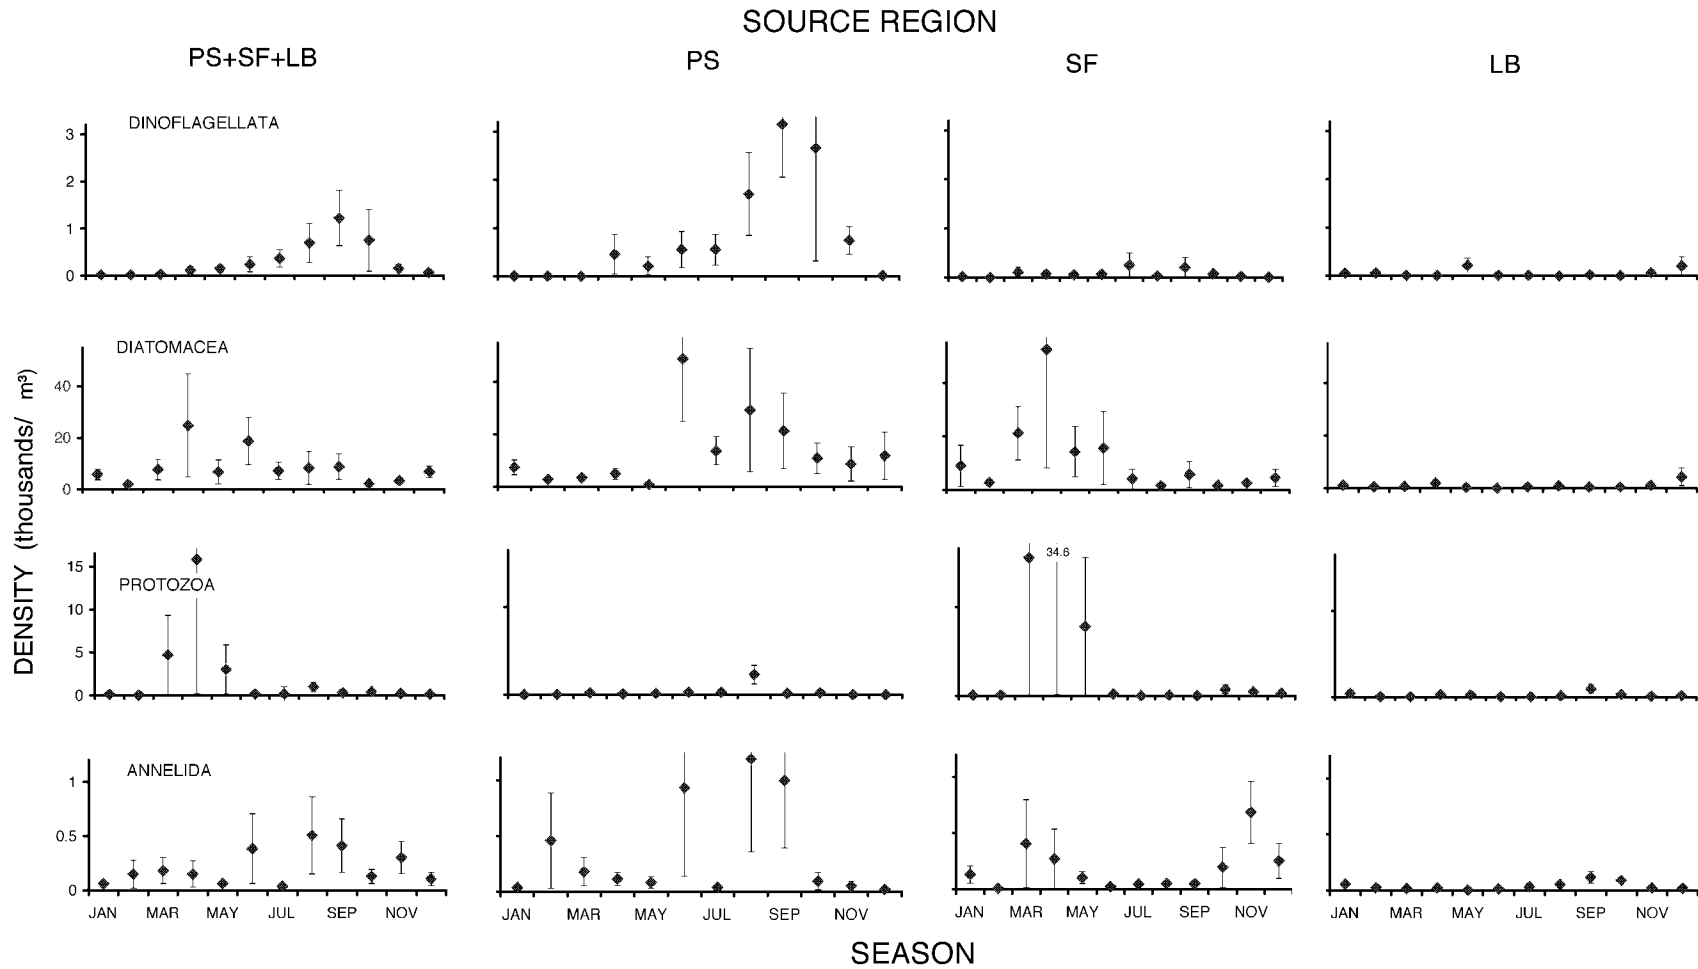 SOURCE REGION
PS+SF+LB PS SF LB
DINOFLAGELLATA
3
2
1
0
DIATOMACEA
40
20
0
34.6
15
PROTOZOA
10
5
0
ANNELIDA
1
0.5
0
JAN MAR MAY JUL SEP NOV JAN MAR MAY JUL SEP NOV JAN MAR MAY JUL SEP NOV JAN MAR MAY JUL SEP NOV
DENSITY (thousands/ m³)
SEASON